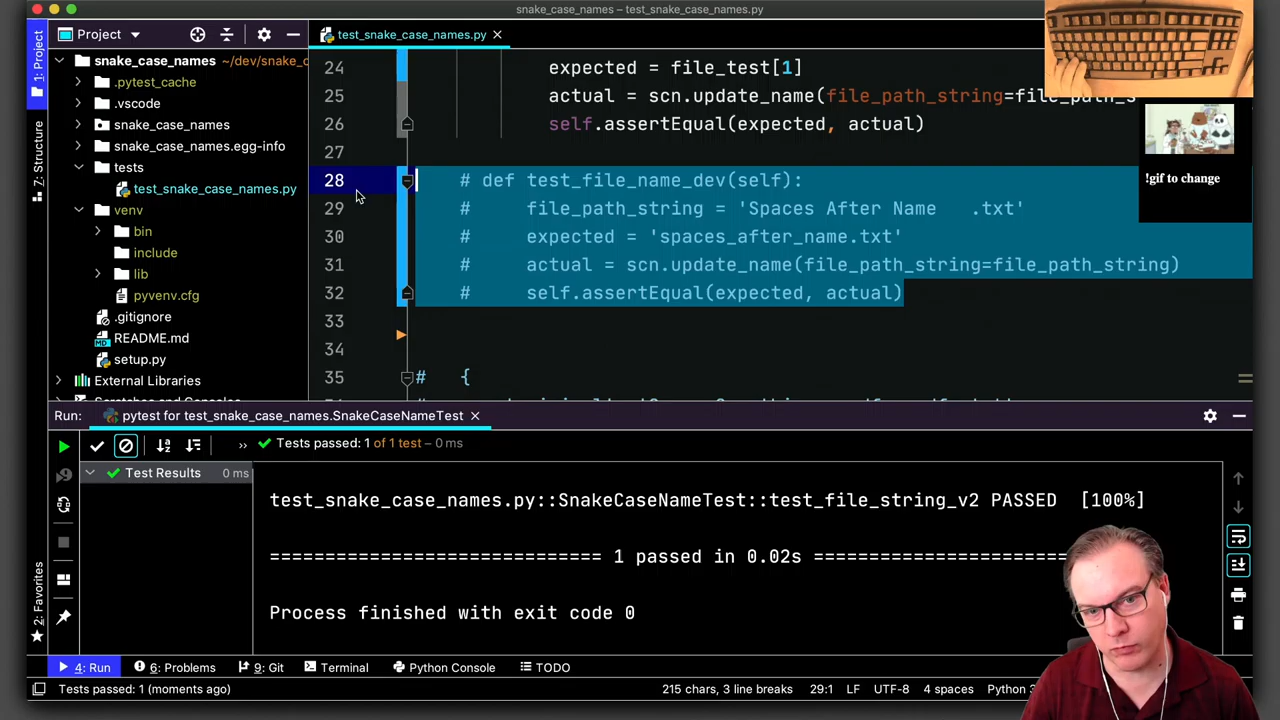 snake_case_names – test_snake_case_names.py
Project
test_snake_case_names.py
1: Project
7: Structure
2: Favorites
snake_case_names ~/dev/snake_c
.pytest_cache
.vscode
snake_case_names
snake_case_names.egg-info
tests
test_snake_case_names.py
venv
bin
include
lib
pyvenv.cfg
.gitignore
README.md
setup.py
External Libraries
24 expected = file_test[1]
25 actual = scn.update_name(file_path_string=file_path_s
26 self.assertEqual(expected, actual)
27
28 # def test_file_name_dev(self):
29 # file_path_string = 'Spaces After Name   .txt'
30 # expected = 'spaces_after_name.txt'
31 # actual = scn.update_name(file_path_string=file_path_string)
32 # self.assertEqual(expected, actual)
33
34
35 # {
!gif to change
Run: pytest for test_snake_case_names.SnakeCaseNameTest
Tests passed: 1 of 1 test – 0 ms
Test Results 0 ms
test_snake_case_names.py::SnakeCaseNameTest::test_file_string_v2 PASSED [100%]
============================ 1 passed in 0.02s =========================
Process finished with exit code 0
4: Run 6: Problems 9: Git Terminal Python Console TODO
Tests passed: 1 (moments ago) 215 chars, 3 line breaks 29:1 LF UTF-8 4 spaces Python 3